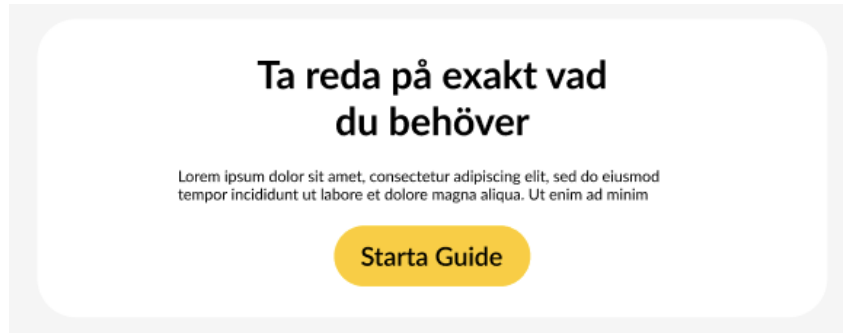 Ta reda på exakt vad
du behöver
Lorem ipsum dolor sit amet, consectetur adipiscing elit, sed do eiusmod
tempor incididunt ut labore et dolore magna aliqua. Ut enim ad minim
Starta Guide